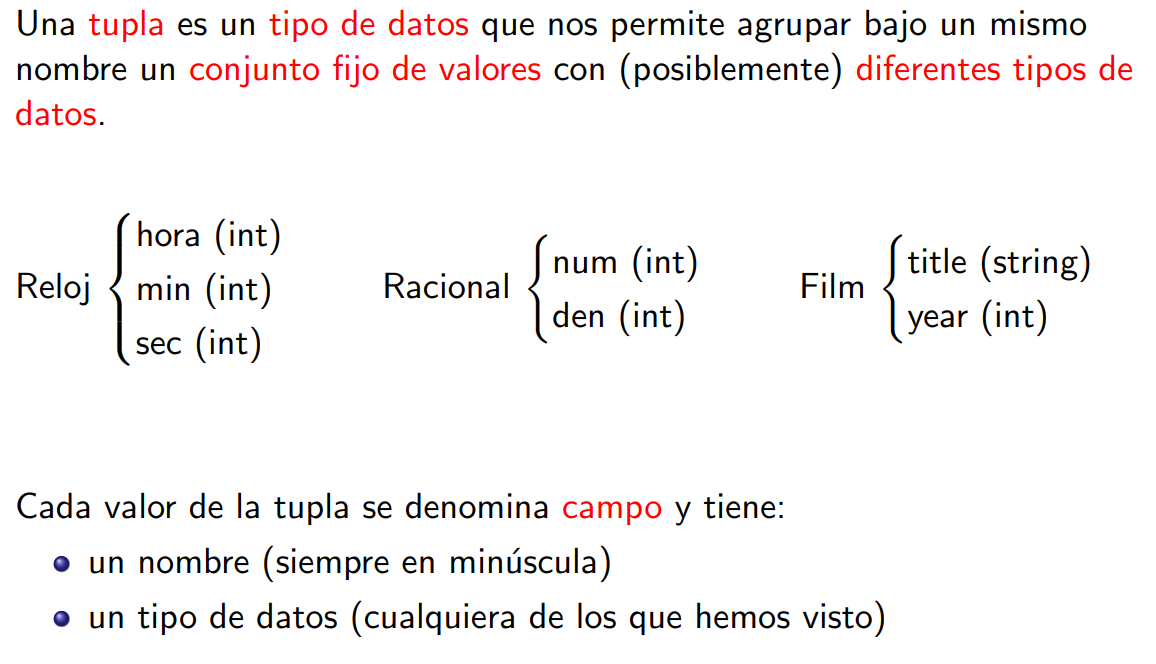 Una tupla es un tipo de datos que nos permite agrupar bajo un mismo
nombre un conjunto fijo de valores con (posiblemente) diferentes tipos de
datos.
Reloj
hora (int)
min (int)
sec (int)
Racional
num (int)
den (int)
Film
title (string)
year (int)
Cada valor de la tupla se denomina campo y tiene:
un nombre (siempre en minúscula)
un tipo de datos (cualquiera de los que hemos visto)